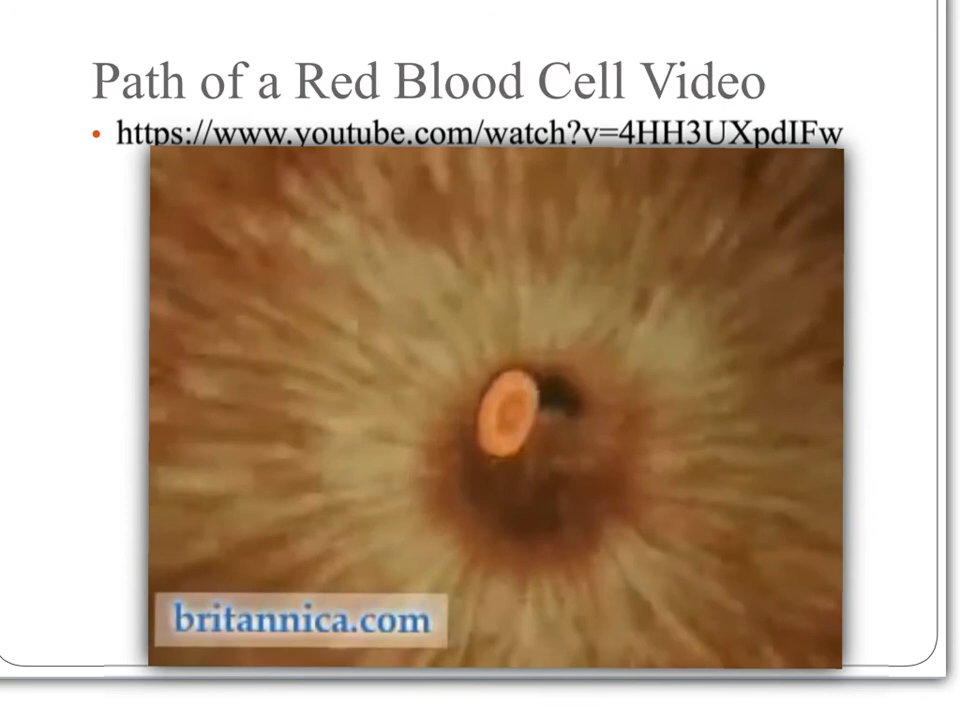 Path of a Red Blood Cell Video
• https://www.youtube.com/watch?v=4HH3UXpdIFw
britannica.com